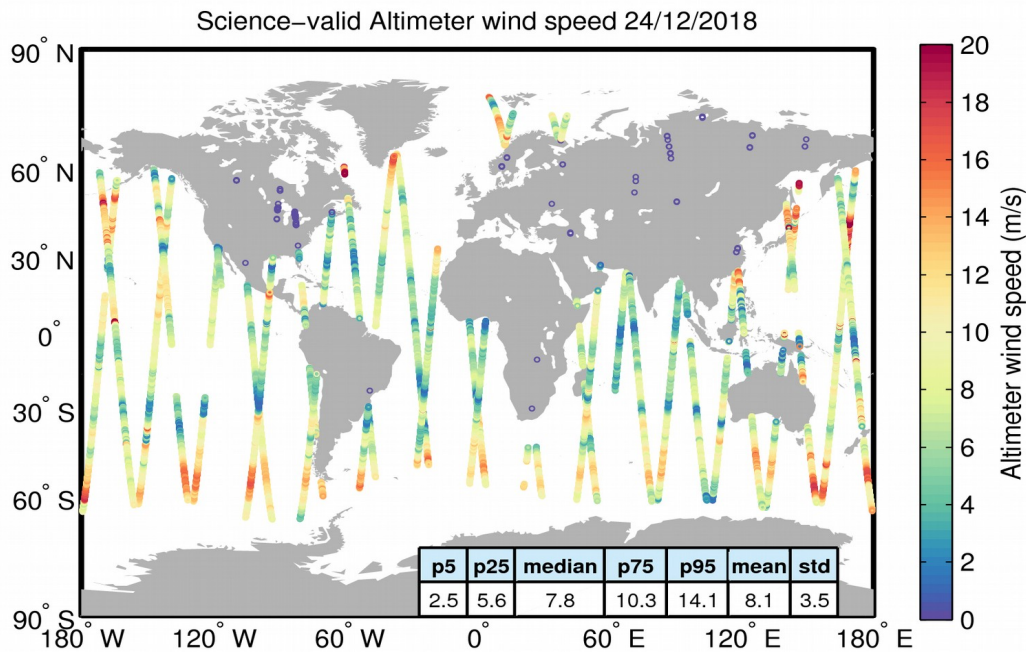 Science−valid Altimeter wind speed 24/12/2018
90° N
60° N
30° N
0°
30° S
60° S
90° S
180° W
120° W
60° W
0°
60° E
120° E
180° E
p5 p25 median p75 p95 mean std
2.5 5.6 7.8 10.3 14.1 8.1 3.5
20
18
16
14
12
10
8
6
4
2
0
Altimeter wind speed (m/s)